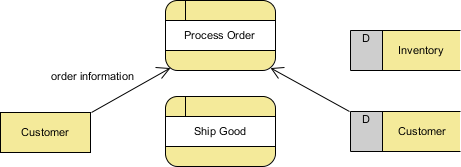 Process Order
D
Inventory
order information
D
Customer
Ship Good
Customer